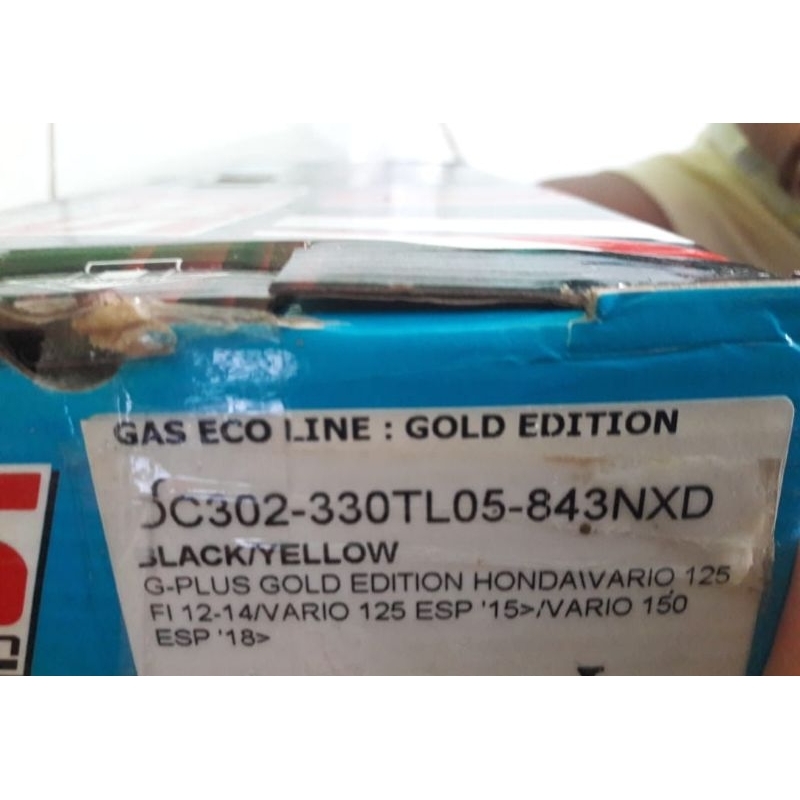 GAS ECO LINE : GOLD EDITION
DC302-330TL05-843NXD
BLACK/YELLOW
G-PLUS GOLD EDITION HONDA\VARIO 125
FI 12-14/VARIO 125 ESP '15>/VARIO 150
ESP '18>